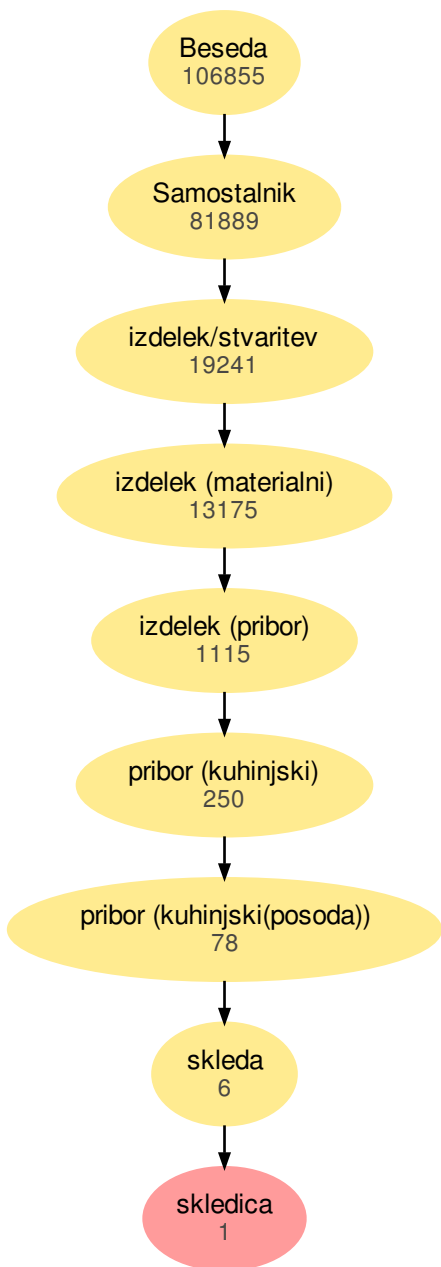 Beseda
106855
Samostalnik
81889
izdelek/stvaritev
19241
izdelek (materialni)
13175
izdelek (pribor)
1115
pribor (kuhinjski)
250
pribor (kuhinjski(posoda))
78
skleda
6
skledica
1